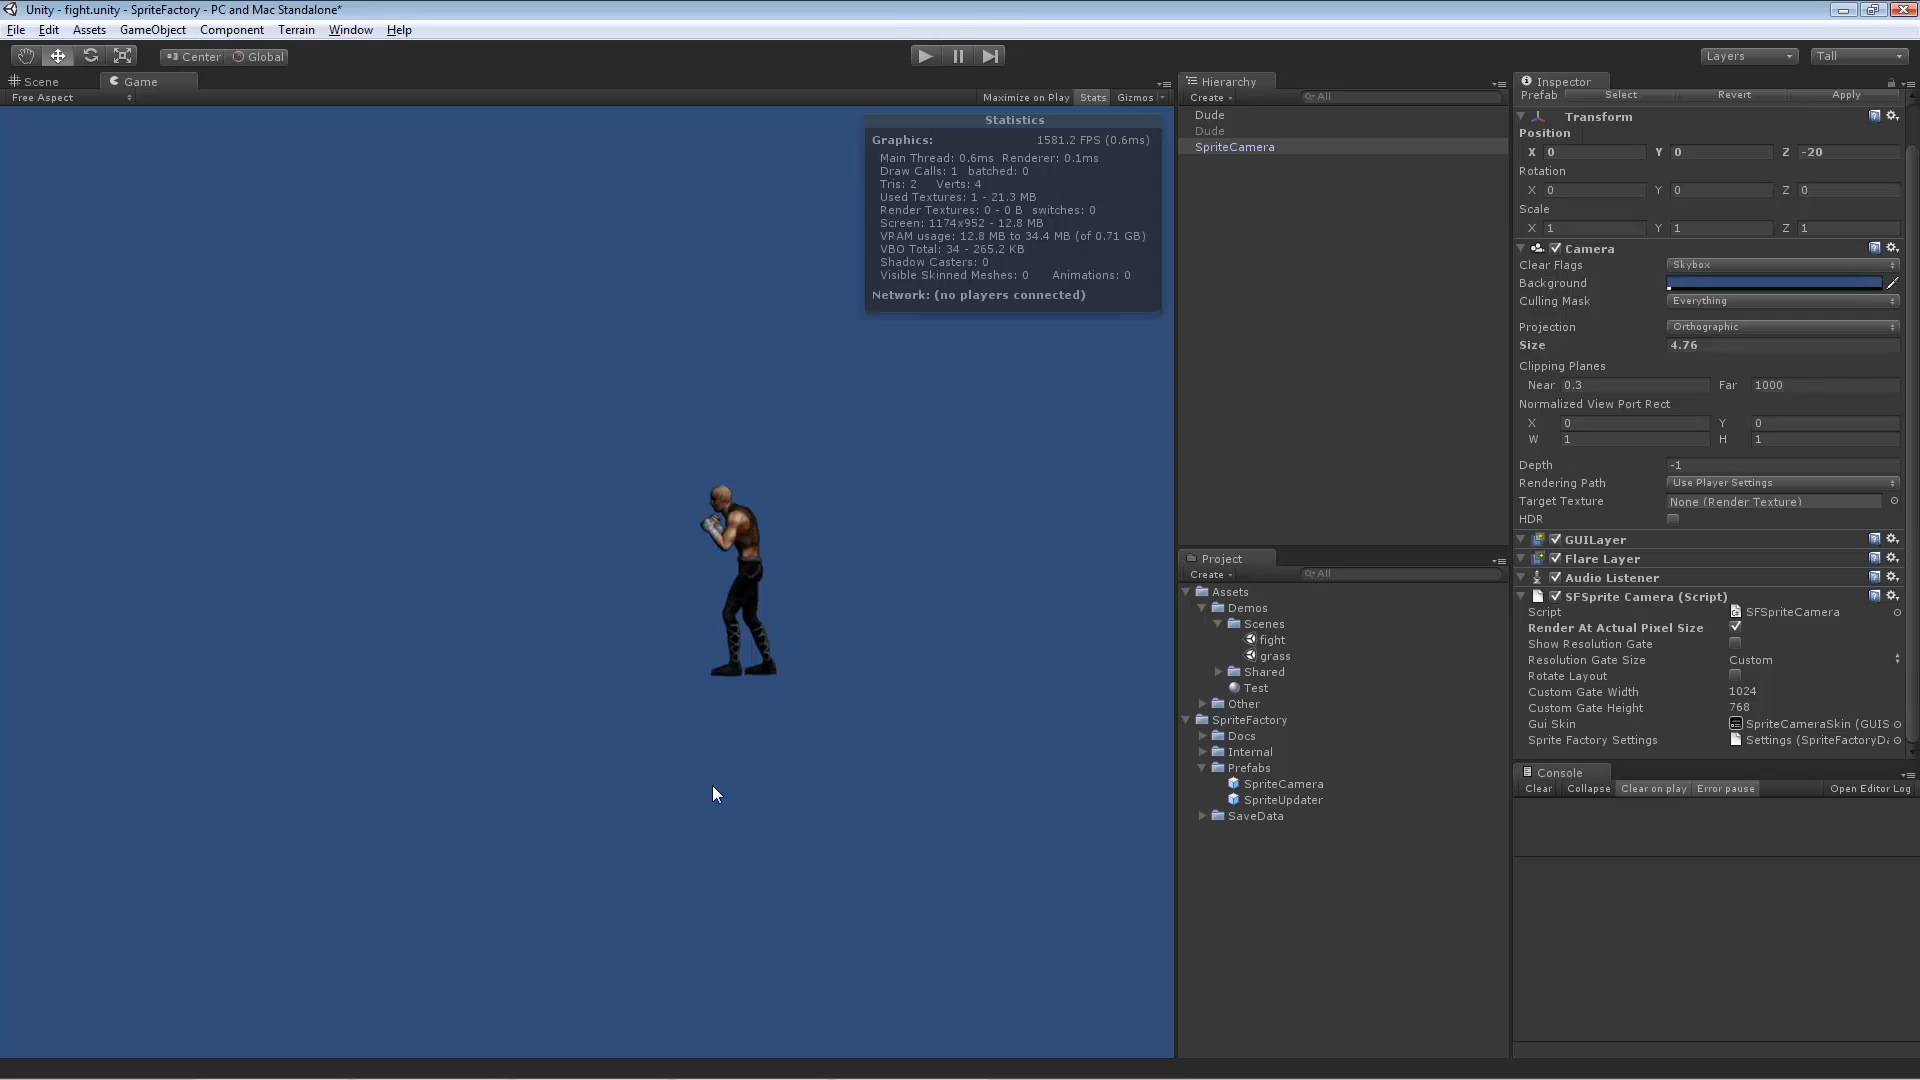 Unity - fight.unity - SpriteFactory - PC and Mac Standalone*
File Edit Assets GameObject Component Terrain Window Help
Center Global Layers Tall
Scene Game
Free Aspect Maximize on Play Stats Gizmos
Statistics
Graphics: 1581.2 FPS (0.6ms)
Main Thread: 0.6ms Renderer: 0.1ms
Draw Calls: 1 batched: 0
Tris: 2 Verts: 4
Used Textures: 1 - 21.3 MB
Render Textures: 0 - 0 B switches: 0
Screen: 1174x952 - 12.8 MB
VRAM usage: 12.8 MB to 34.4 MB (of 0.71 GB)
VBO Total: 34 - 265.2 KB
Shadow Casters: 0
Visible Skinned Meshes: 0 Animations: 0
Network: (no players connected)
Hierarchy
Create All
Dude
Dude
SpriteCamera
Project
Create All
Assets
Demos
Scenes
fight
grass
Shared
Test
Other
SpriteFactory
Docs
Internal
Prefabs
SpriteCamera
SpriteUpdater
SaveData
Inspector
Prefab Select Revert Apply
Transform
Position
X 0 Y 0 Z -20
Rotation
X 0 Y 0 Z 0
Scale
X 1 Y 1 Z 1
Camera
Clear Flags Skybox
Background
Culling Mask Everything
Projection Orthographic
Size 4.76
Clipping Planes
Near 0.3 Far 1000
Normalized View Port Rect
X 0 Y 0
W 1 H 1
Depth -1
Rendering Path Use Player Settings
Target Texture None (Render Texture)
HDR
GUILayer
Flare Layer
Audio Listener
SFSprite Camera (Script)
Script SFSpriteCamera
Render At Actual Pixel Size
Show Resolution Gate
Resolution Gate Size Custom
Rotate Layout
Custom Gate Width 1024
Custom Gate Height 768
Gui Skin SpriteCameraSkin (GUIS
Sprite Factory Settings Settings (SpriteFactoryDa
Console
Clear Collapse Clear on play Error pause Open Editor Log